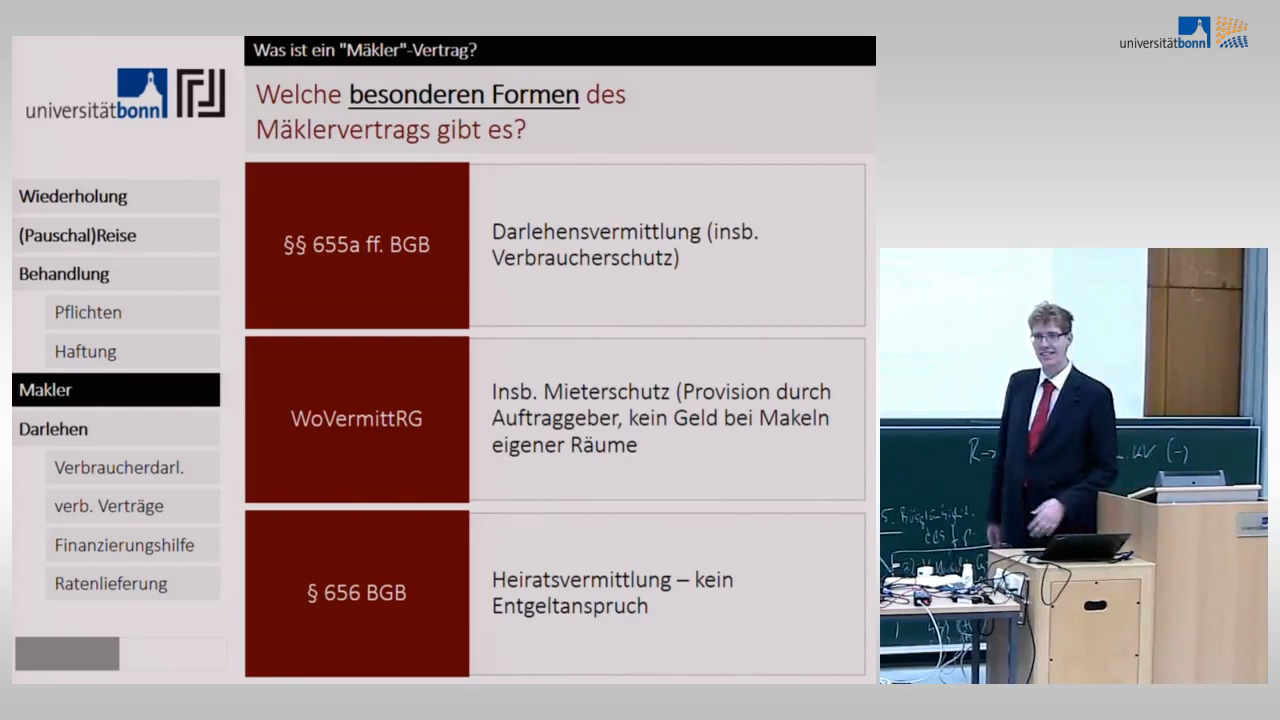 universitätbonn
Was ist ein "Mäkler"-Vertrag?
universitätbonn
Welche besonderen Formen des
Mäklervertrags gibt es?
Wiederholung
(Pauschal)Reise
Behandlung
Pflichten
Haftung
Makler
Darlehen
Verbraucherdarl.
verb. Verträge
Finanzierungshilfe
Ratenlieferung
§§ 655a ff. BGB
Darlehensvermittlung (insb.
Verbraucherschutz)
WoVermittRG
Insb. Mieterschutz (Provision durch
Auftraggeber, kein Geld bei Makeln
eigener Räume
§ 656 BGB
Heiratsvermittlung – kein
Entgeltanspruch
R→
KV (-)